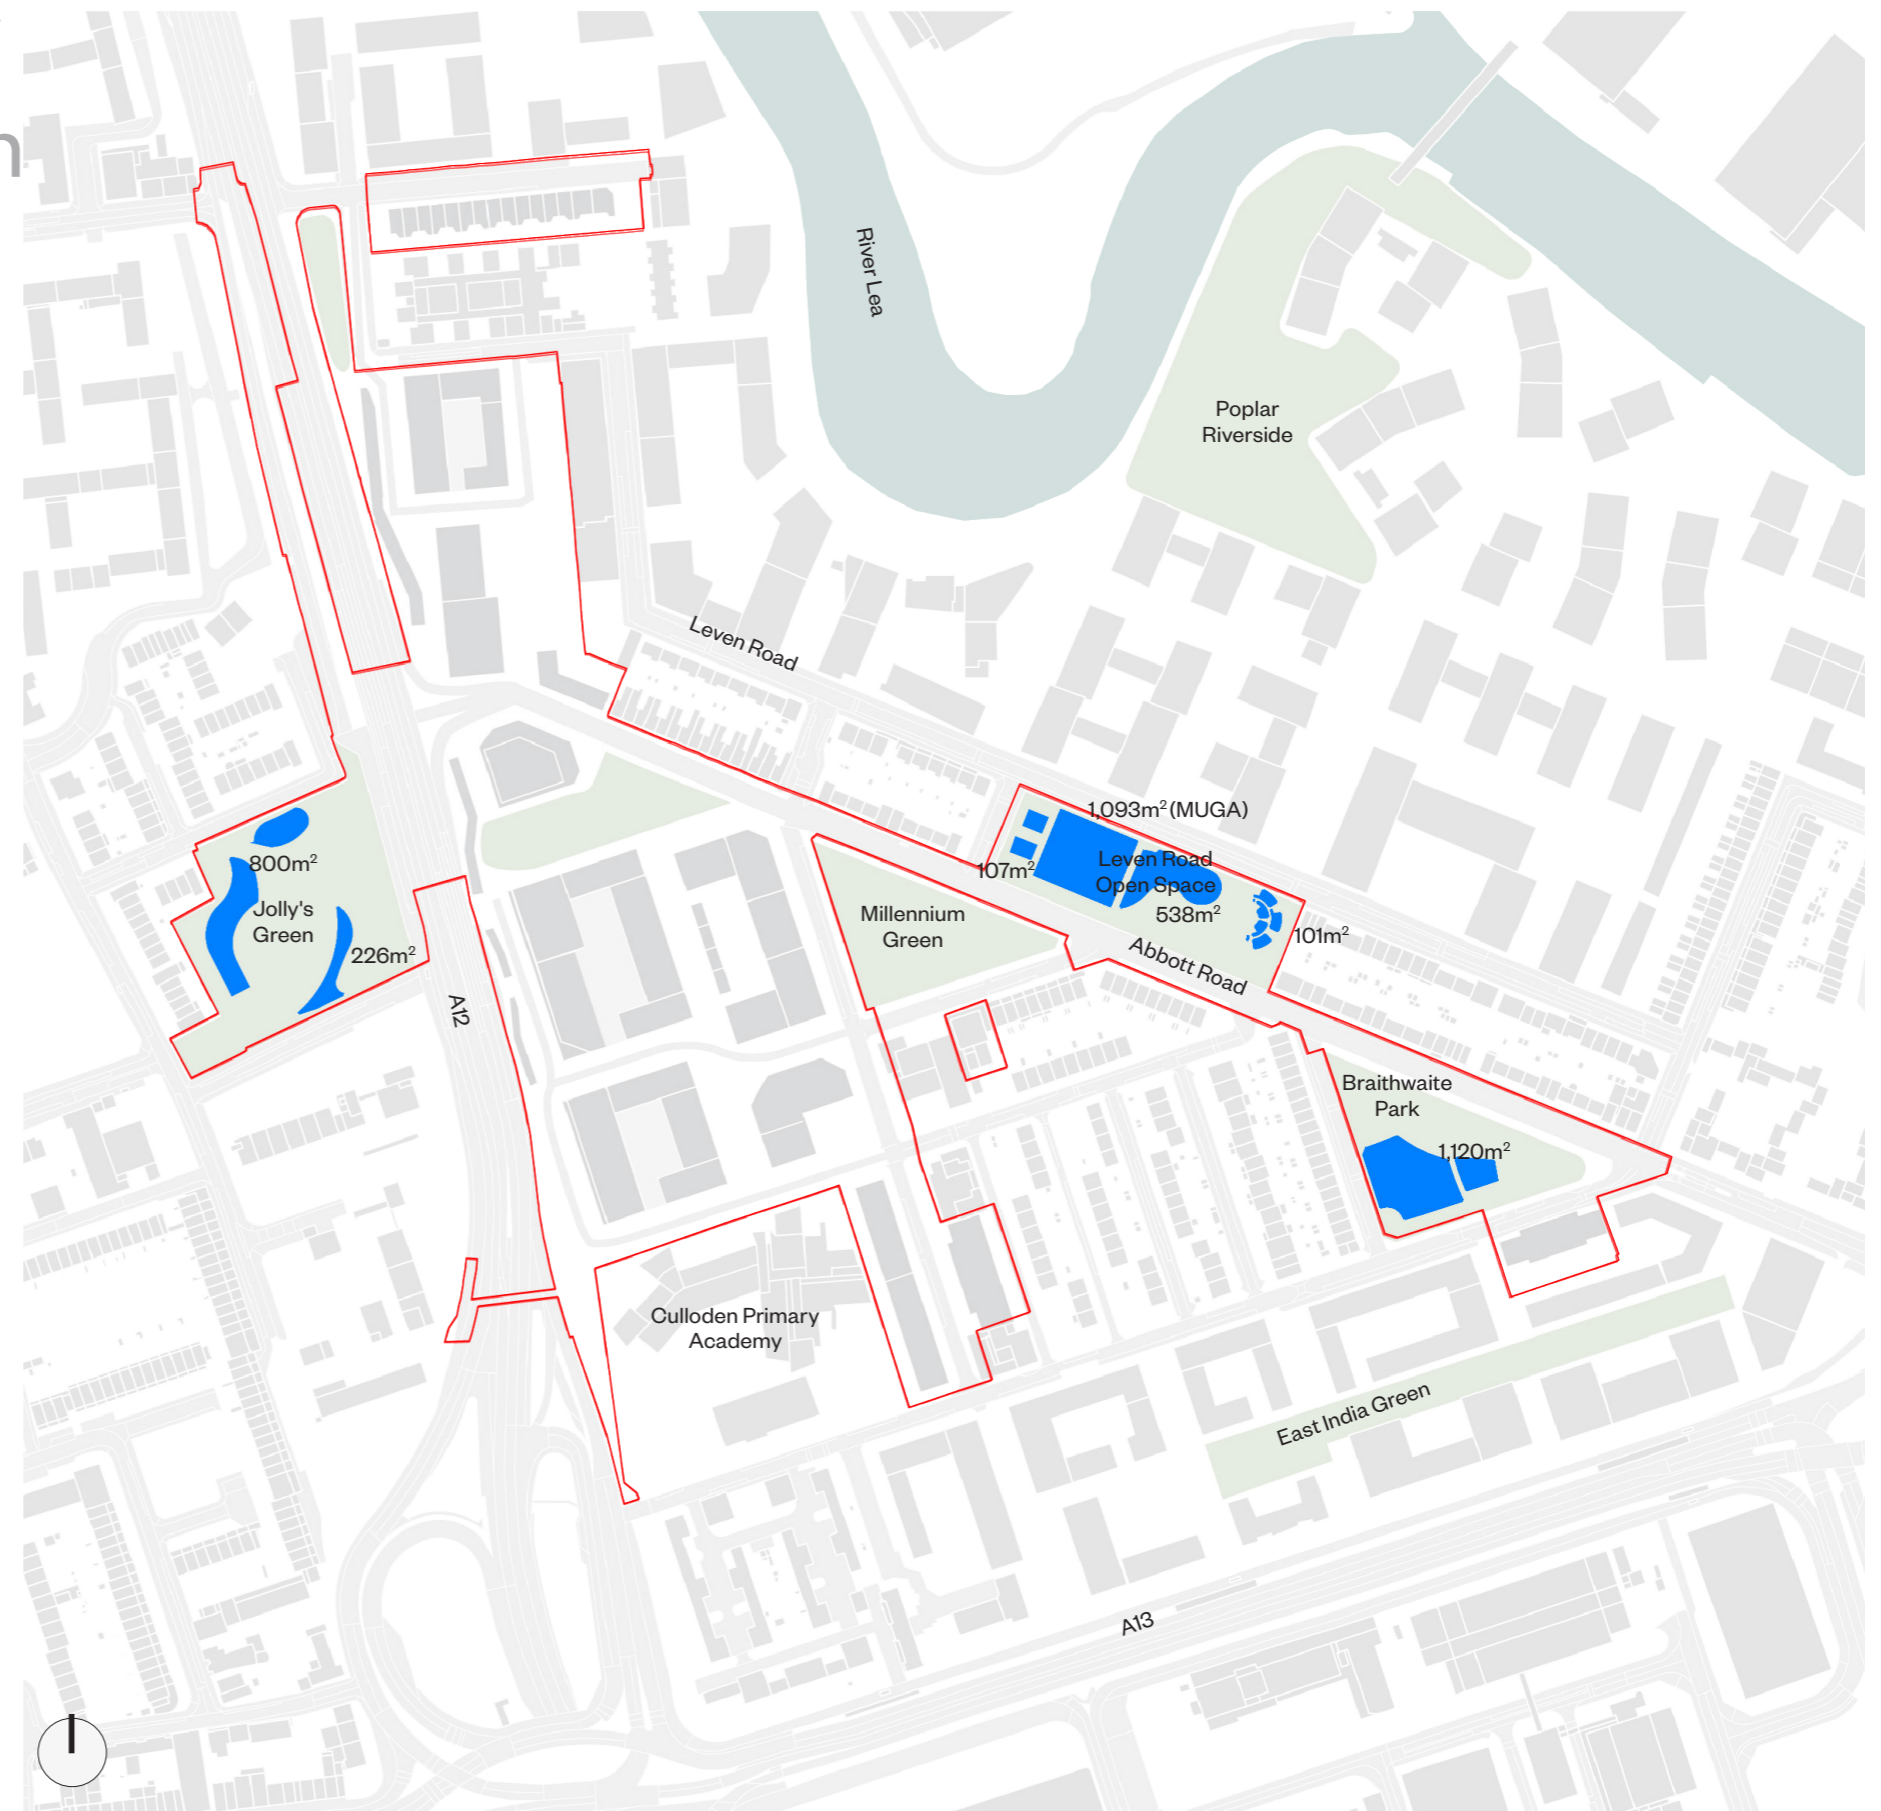 n
River Lea
Poplar
Riverside
Leven Road
1,093m² (MUGA)
107m²
Leven Road
Open Space
538m²
101m²
800m²
Jolly's
Green
226m²
Millennium
Green
Abbott Road
A12
Braithwaite
Park
1,120m²
Culloden Primary
Academy
East India Green
A13